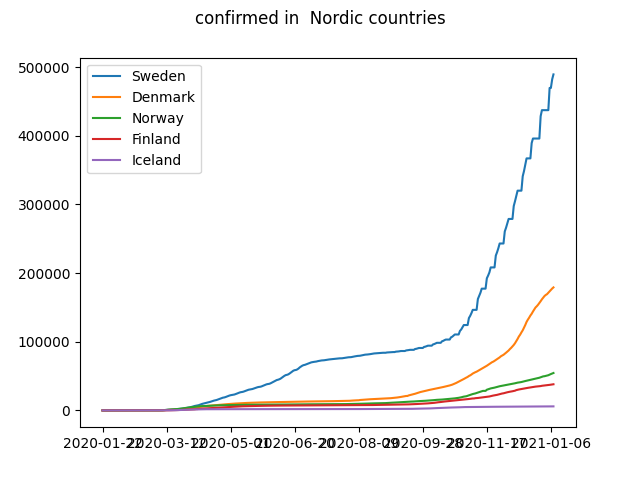 confirmed in  Nordic countries
500000
400000
300000
200000
100000
0
Sweden
Denmark
Norway
Finland
Iceland
2020-01-22
2020-03-12
2020-05-01
2020-06-20
2020-08-09
2020-09-28
2020-11-17
2021-01-06